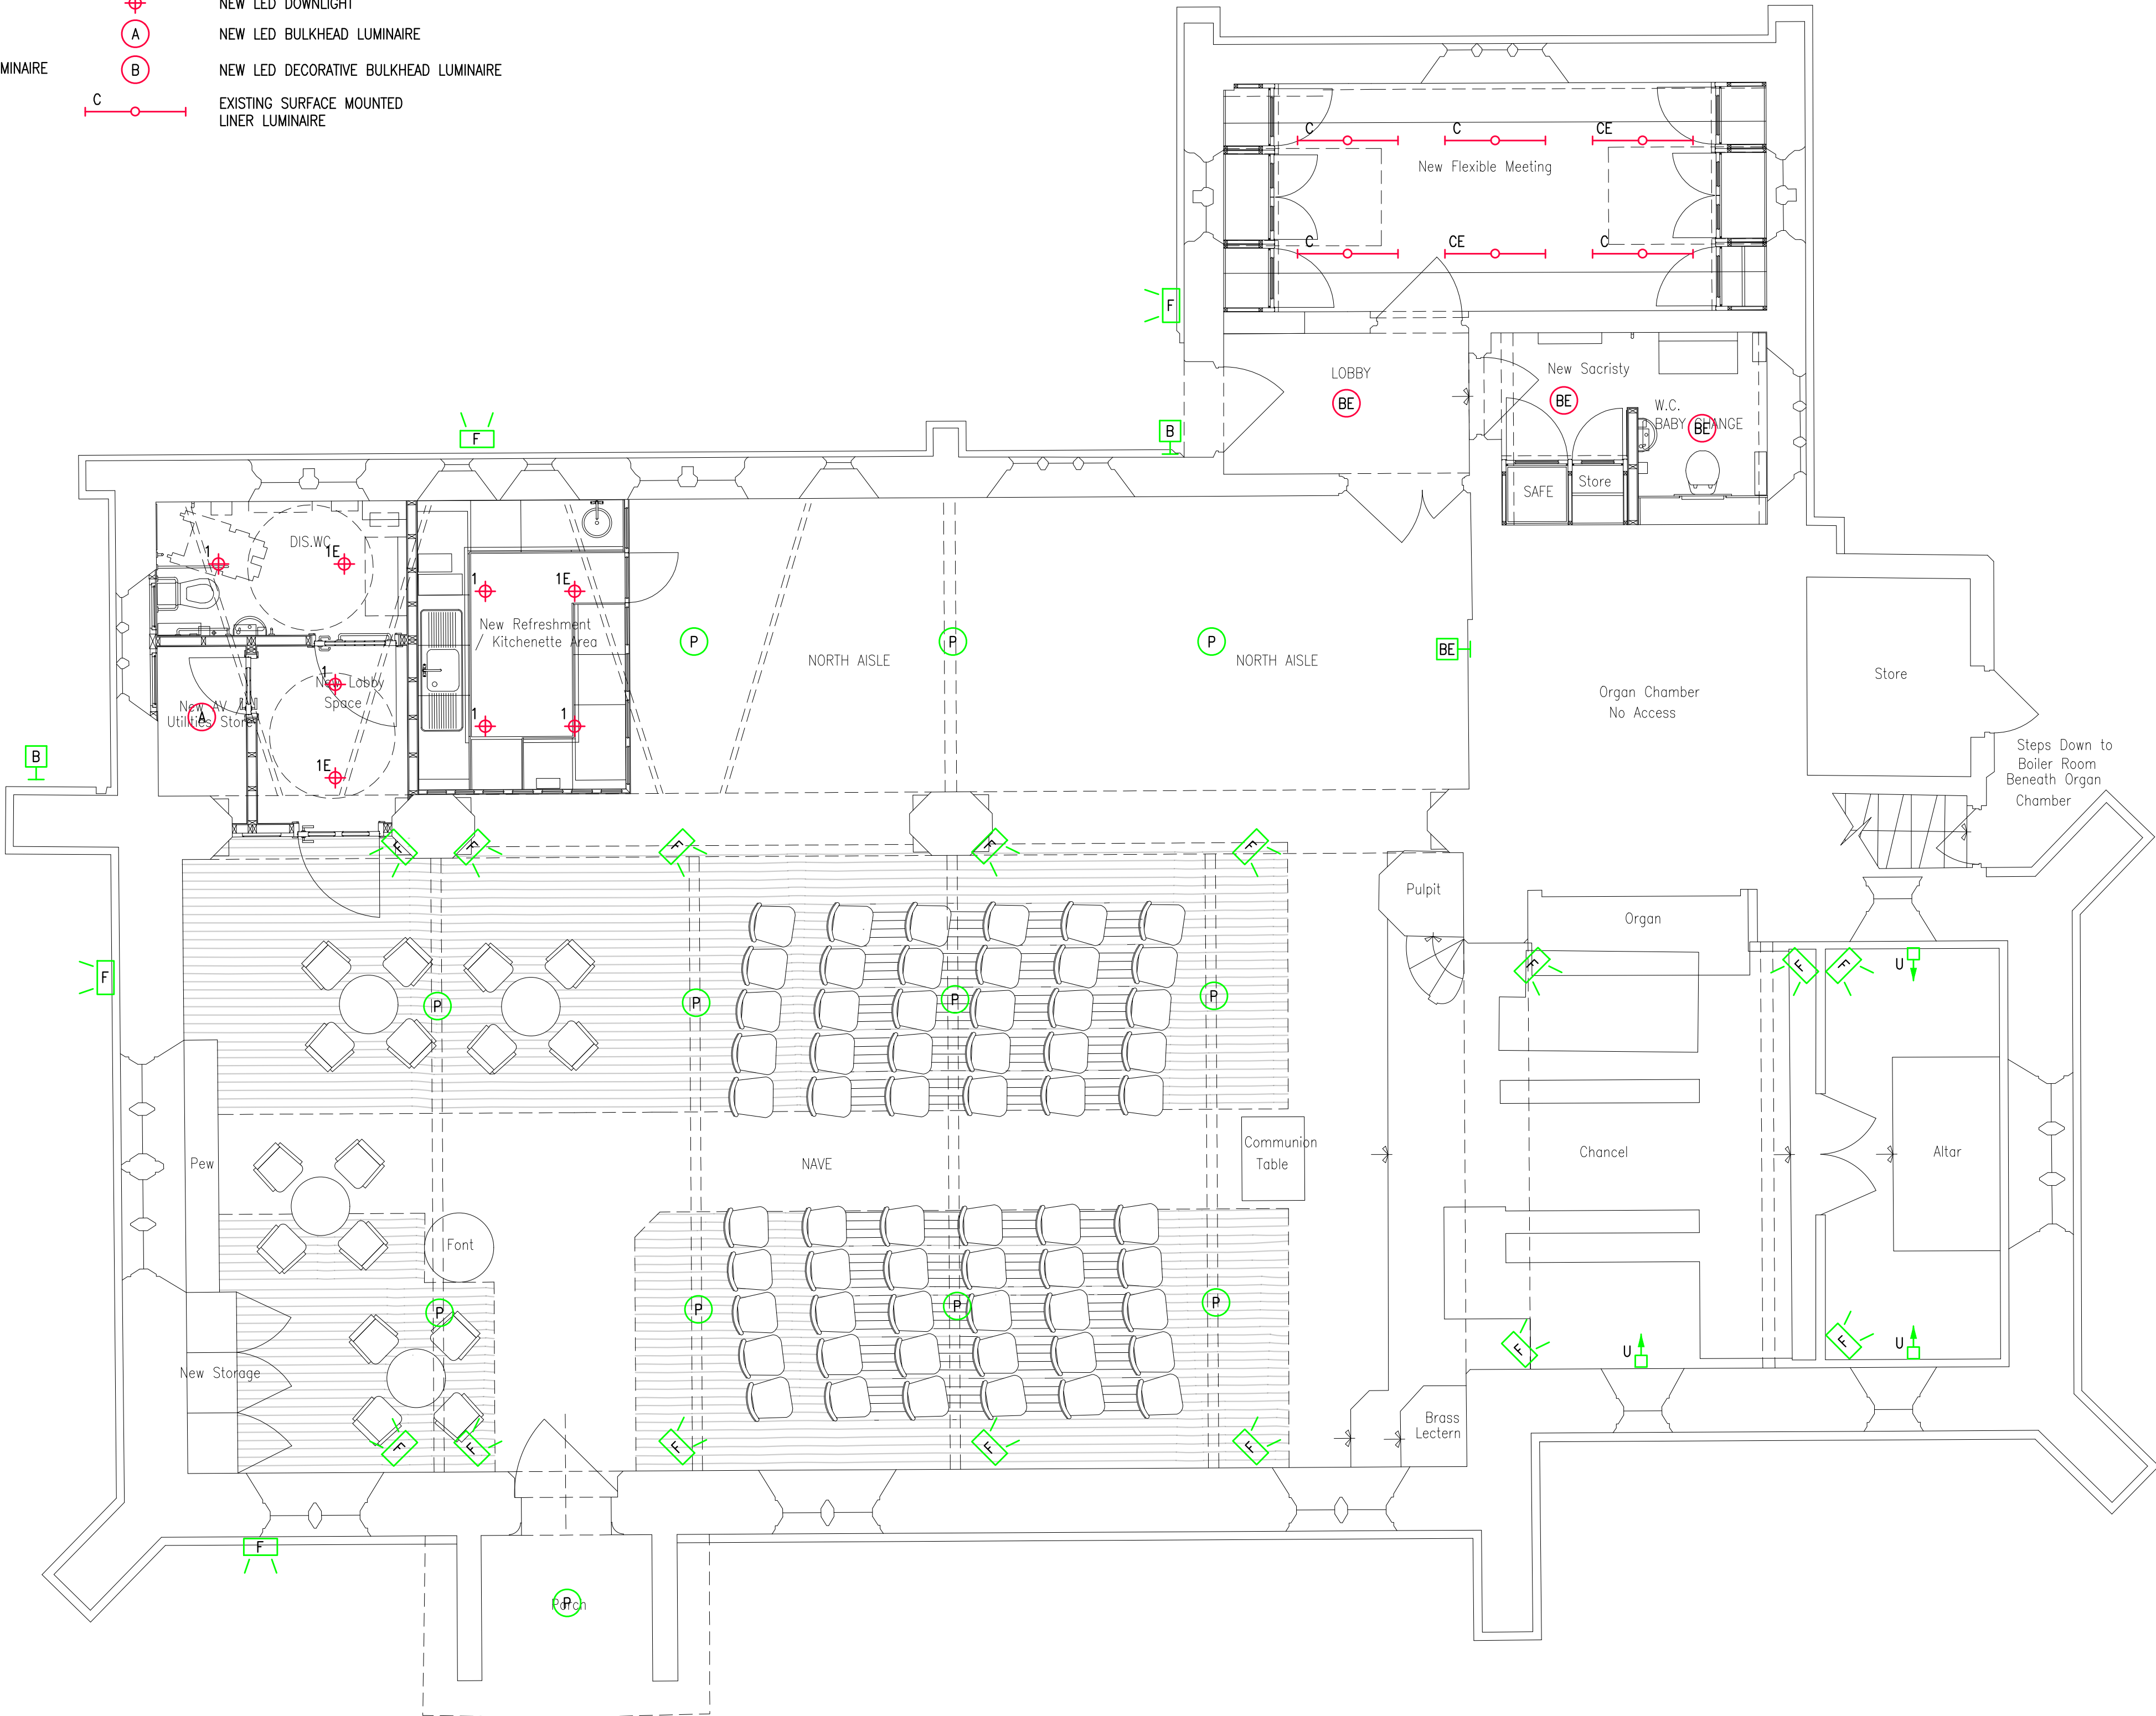 NEW LED DOWNLIGHT
A NEW LED BULKHEAD LUMINAIRE
MINAIRE B NEW LED DECORATIVE BULKHEAD LUMINAIRE
C EXISTING SURFACE MOUNTED
LINER LUMINAIRE
C C CE
New Flexible Meeting
C CE C
F
LOBBY
BE
New Sacristy
BE
W.C.
BABY CHANGE
BE
SAFE
Store
F
B
DIS.WC
1 1E
1 1E
New Refreshment
/ Kitchenette Area
1 1
1
New Lobby
Space
1E
New AV /
Utilities Store
A
B
P P P
NORTH AISLE
NORTH AISLE
BE
Organ Chamber
No Access
Store
Steps Down to
Boiler Room
Beneath Organ
Chamber
F F F F F
Pulpit
Organ
F F F U
F
P P P P
Communion
Table
NAVE
Pew
Chancel
Altar
Font
P P P P
New Storage
F U F U
Brass
Lectern
F F F F F
F
P
Porch